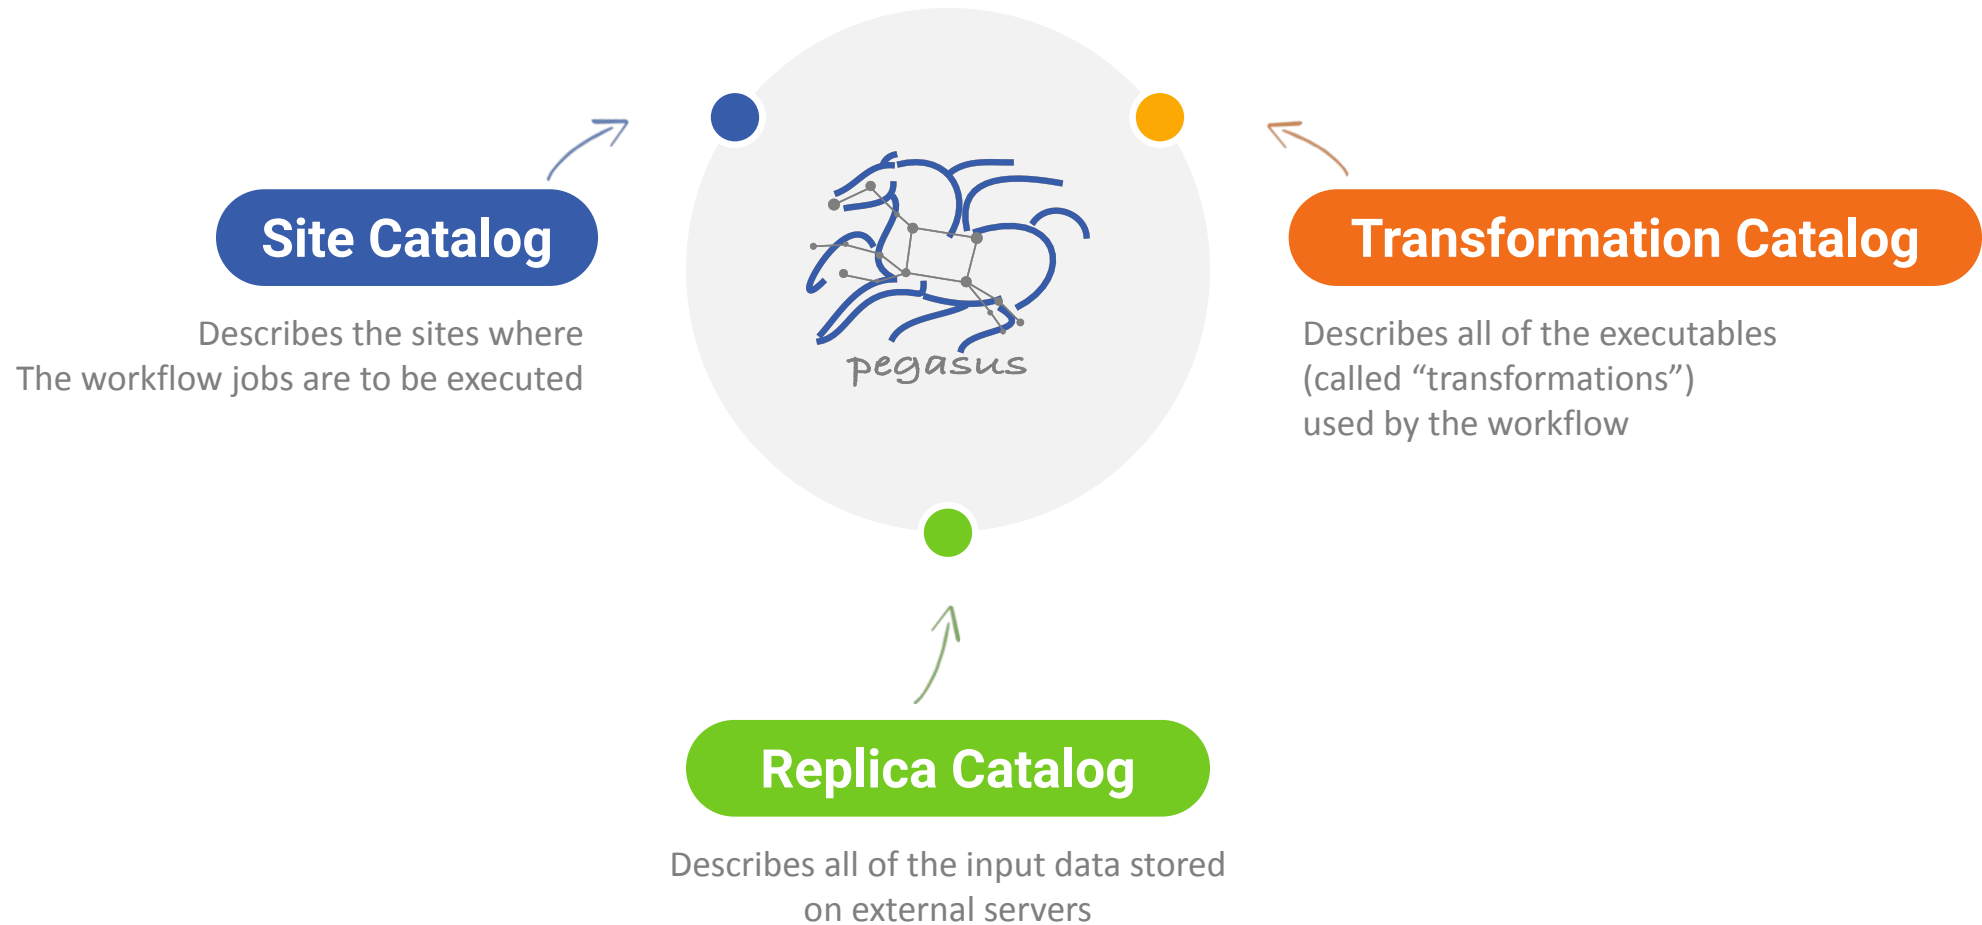 Site Catalog
Describes the sites where
The workflow jobs are to be executed
pegasus
Transformation Catalog
Describes all of the executables
(called “transformations”)
used by the workflow
Replica Catalog
Describes all of the input data stored
on external servers